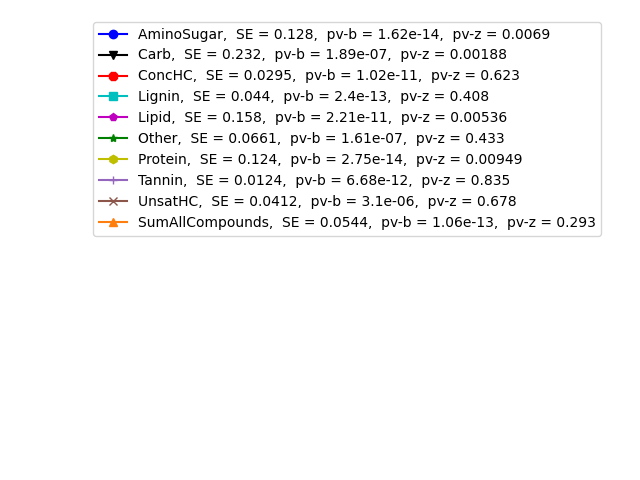 AminoSugar,  SE = 0.128,  pv-b = 1.62e-14,  pv-z = 0.0069
Carb,  SE = 0.232,  pv-b = 1.89e-07,  pv-z = 0.00188
ConcHC,  SE = 0.0295,  pv-b = 1.02e-11,  pv-z = 0.623
Lignin,  SE = 0.044,  pv-b = 2.4e-13,  pv-z = 0.408
Lipid,  SE = 0.158,  pv-b = 2.21e-11,  pv-z = 0.00536
Other,  SE = 0.0661,  pv-b = 1.61e-07,  pv-z = 0.433
Protein,  SE = 0.124,  pv-b = 2.75e-14,  pv-z = 0.00949
Tannin,  SE = 0.0124,  pv-b = 6.68e-12,  pv-z = 0.835
UnsatHC,  SE = 0.0412,  pv-b = 3.1e-06,  pv-z = 0.678
SumAllCompounds,  SE = 0.0544,  pv-b = 1.06e-13,  pv-z = 0.293